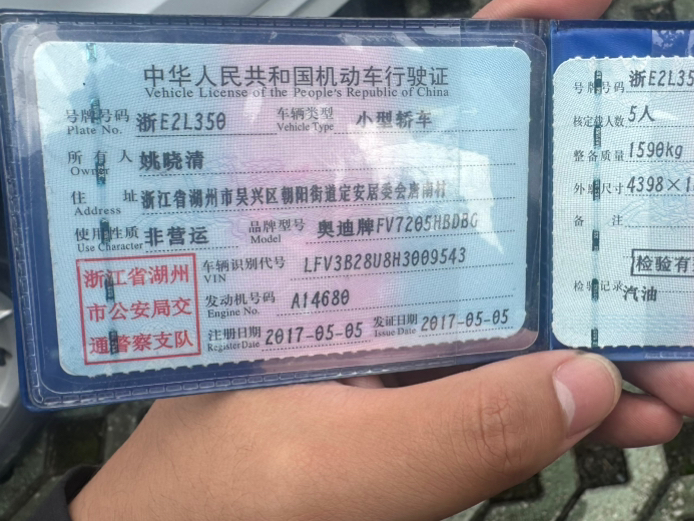 中华人民共和国机动车行驶证
Vehicle License of the People's Republic of China
号牌号码 浙E2L350 车辆类型 小型轿车
Plate No. Vehicle Type
所有人 姚晓清
Owner
住址 浙江省湖州市吴兴区朝阳街道定安居委会唐南村
Address
使用性质 非营运 品牌型号 奥迪牌FV7205HBDBG
Use Character Model
浙江省湖州
市公安局交
通警察支队
车辆识别代号 LFV3B28U8H3009543
VIN
发动机号码 A14680
Engine No.
注册日期 2017-05-05 发证日期 2017-05-05
Register Date Issue Date
号牌号码 浙E2L35
核定载人数 5人
整备质量 1590kg
外廓尺寸 4398×1
备注
检验有
检验记录
汽油